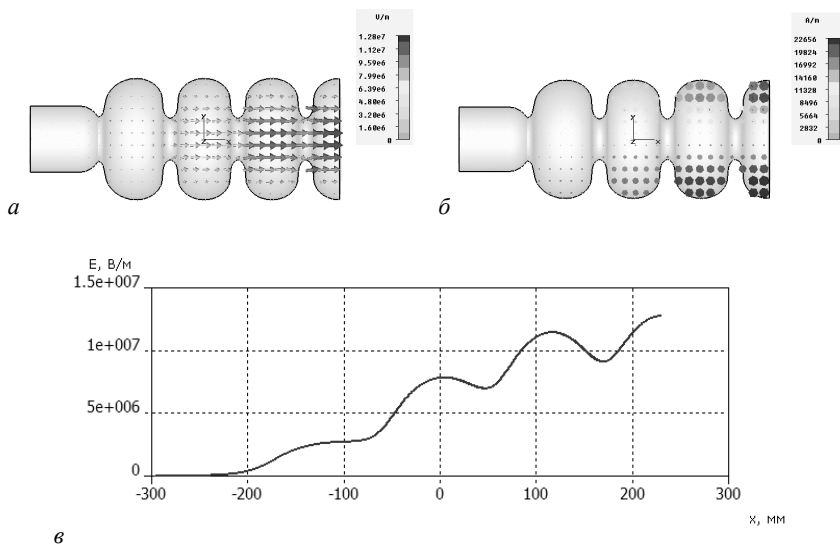 V/m
1.28e7
1.12e7
9.59e6
7.99e6
6.39e6
4.80e6
3.20e6
1.60e6
0
Y
Z
X
а
A/m
22656
19824
16992
14160
11328
8496
5664
2832
0
Y
Z
X
б
E, В/м
1.5e+007
1e+007
5e+006
0
-300
-200
-100
0
100
200
300
X, мм
в